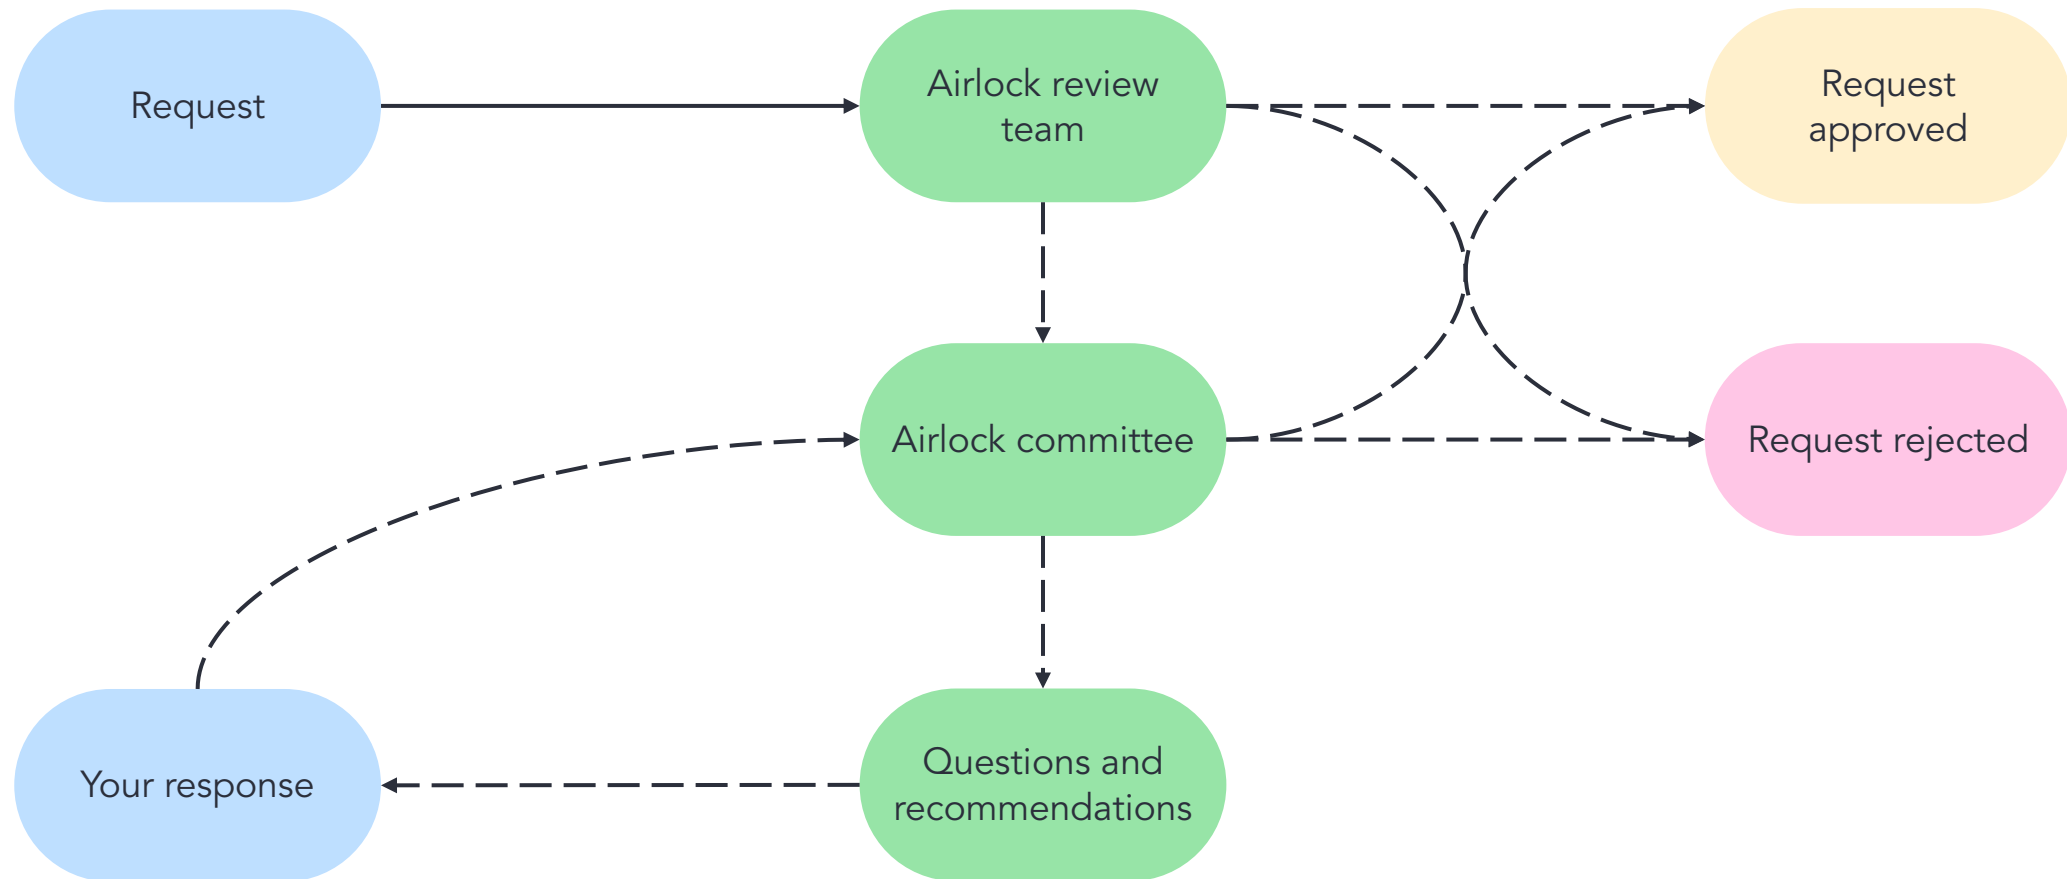 Request
Airlock review
team
Request
approved
Airlock committee
Request rejected
Your response
Questions and
recommendations